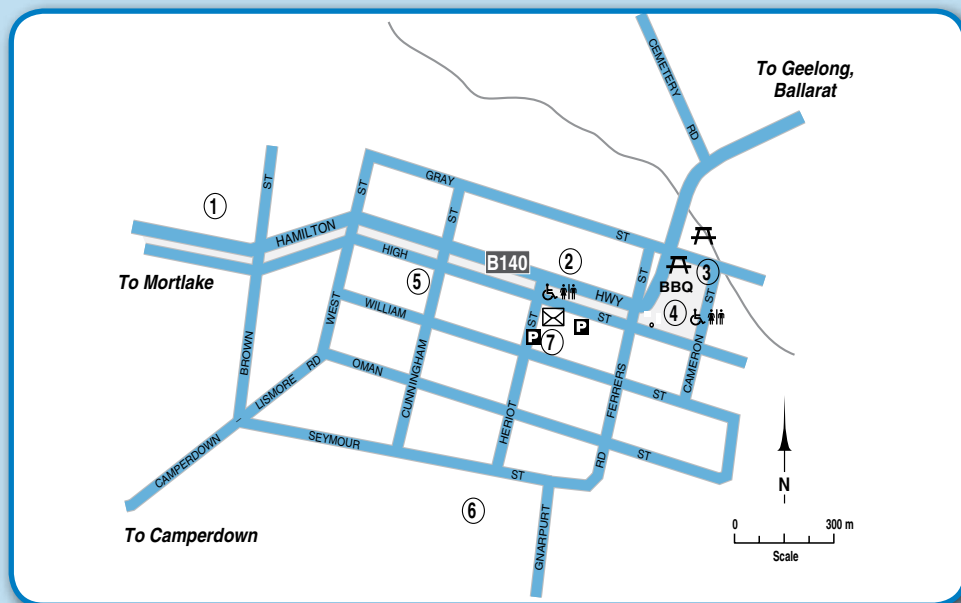 CEMETERY
RD
To Geelong,
Ballarat
ST
ST
GRAY
ST
1
HAMILTON
ST
HIGH
B140
2
HWY
ST
ST
BBQ
3
ST
To Mortlake
5
WEST
WILLIAM
ST
P
7
P
4
CAMERON
BROWN
LISMORE
RD
OMAN
CUNNINGHAM
FERRERS
ST
HERIOT
SEYMOUR
ST
RD
ST
CAMPERDOWN
6
GNARPURT
To Camperdown
N
0
300 m
Scale